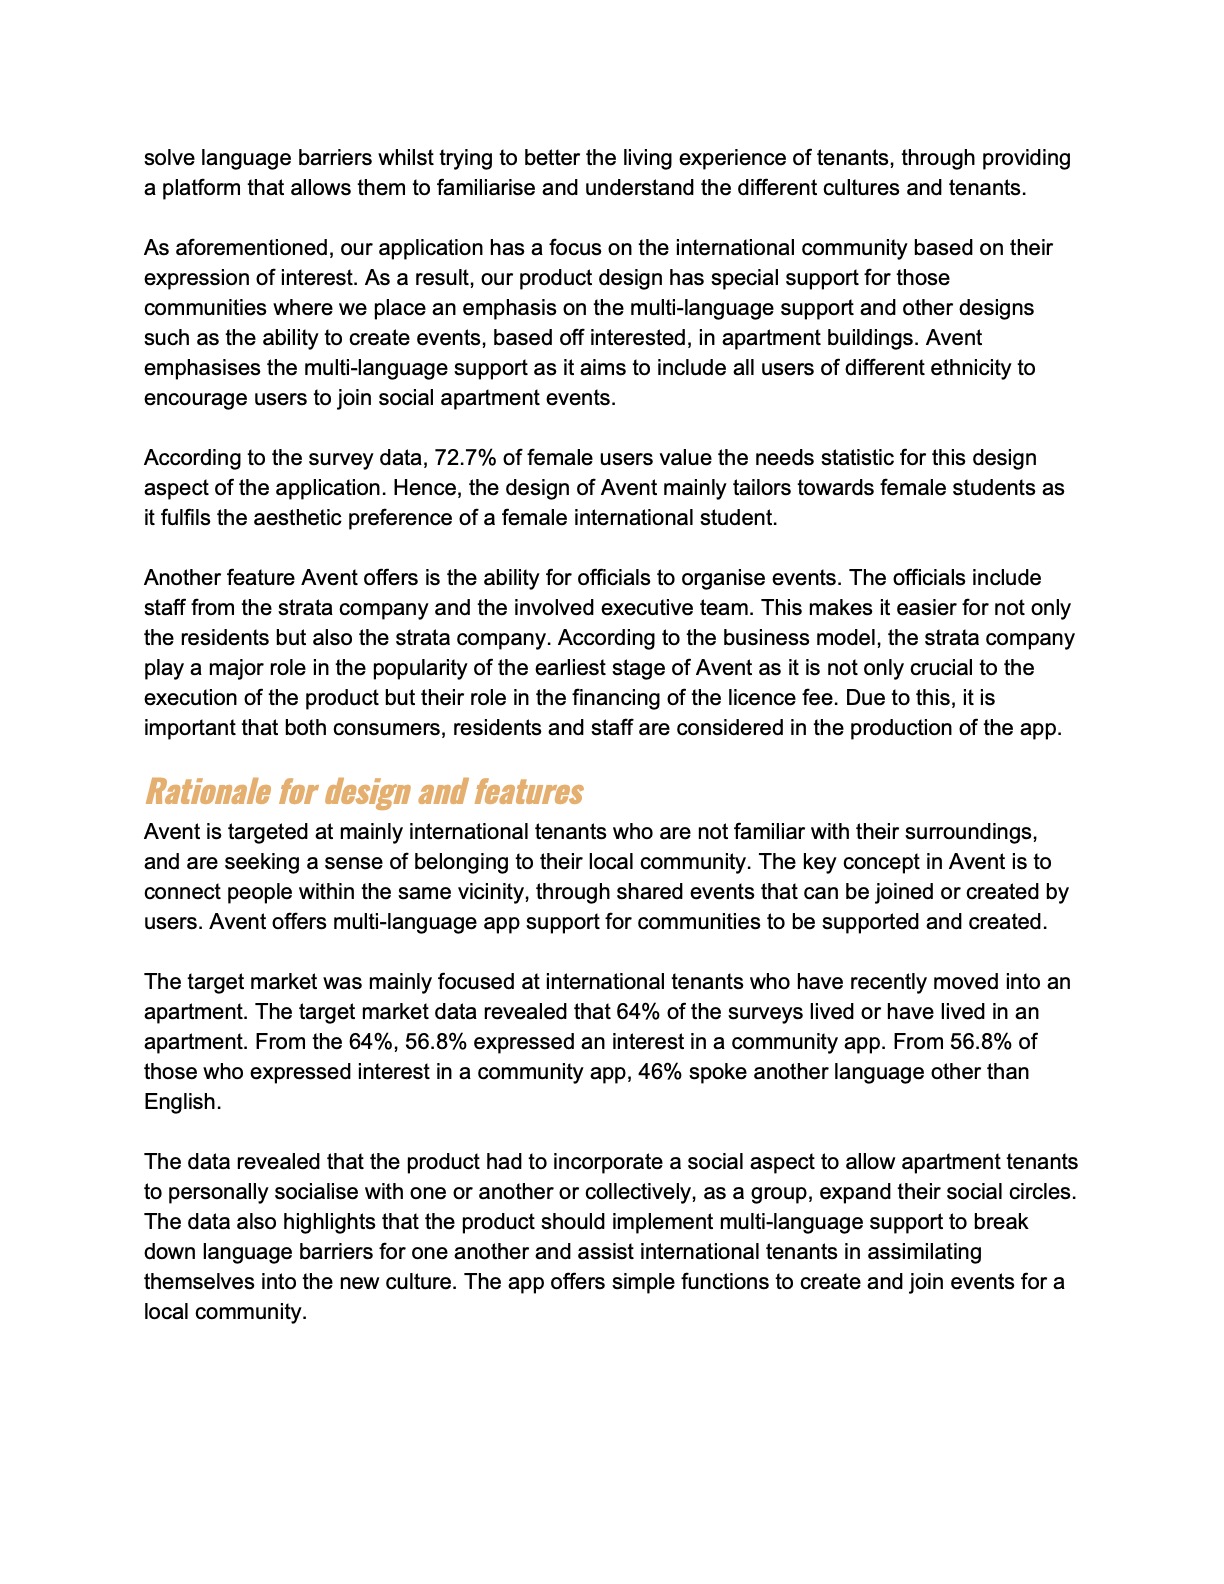 solve language barriers whilst trying to better the living experience of tenants, through providing
a platform that allows them to familiarise and understand the different cultures and tenants.
As aforementioned, our application has a focus on the international community based on their
expression of interest. As a result, our product design has special support for those
communities where we place an emphasis on the multi-language support and other designs
such as the ability to create events, based off interested, in apartment buildings. Avent
emphasises the multi-language support as it aims to include all users of different ethnicity to
encourage users to join social apartment events.
According to the survey data, 72.7% of female users value the needs statistic for this design
aspect of the application. Hence, the design of Avent mainly tailors towards female students as
it fulfils the aesthetic preference of a female international student.
Another feature Avent offers is the ability for officials to organise events. The officials include
staff from the strata company and the involved executive team. This makes it easier for not only
the residents but also the strata company. According to the business model, the strata company
play a major role in the popularity of the earliest stage of Avent as it is not only crucial to the
execution of the product but their role in the financing of the licence fee. Due to this, it is
important that both consumers, residents and staff are considered in the production of the app.
Rationale for design and features
Avent is targeted at mainly international tenants who are not familiar with their surroundings,
and are seeking a sense of belonging to their local community. The key concept in Avent is to
connect people within the same vicinity, through shared events that can be joined or created by
users. Avent offers multi-language app support for communities to be supported and created.
The target market was mainly focused at international tenants who have recently moved into an
apartment. The target market data revealed that 64% of the surveys lived or have lived in an
apartment. From the 64%, 56.8% expressed an interest in a community app. From 56.8% of
those who expressed interest in a community app, 46% spoke another language other than
English.
The data revealed that the product had to incorporate a social aspect to allow apartment tenants
to personally socialise with one or another or collectively, as a group, expand their social circles.
The data also highlights that the product should implement multi-language support to break
down language barriers for one another and assist international tenants in assimilating
themselves into the new culture. The app offers simple functions to create and join events for a
local community.